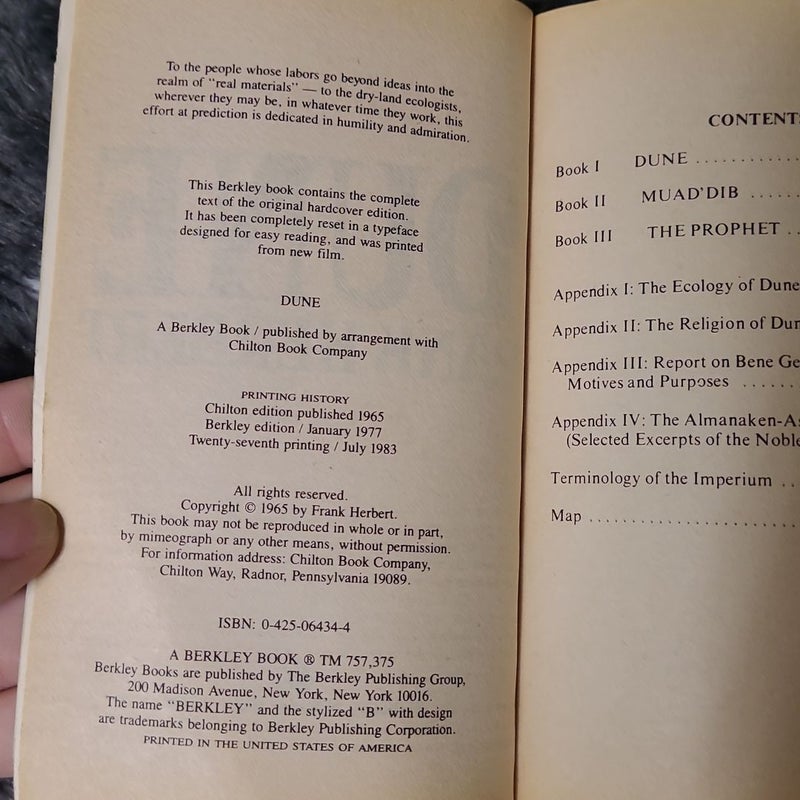 To the people whose labors go beyond ideas into the
realm of "real materials" — to the dry-land ecologists,
wherever they may be, in whatever time they work, this
effort at prediction is dedicated in humility and admiration.
This Berkley book contains the complete
text of the original hardcover edition.
It has been completely reset in a typeface
designed for easy reading, and was printed
from new film.
DUNE
A Berkley Book / published by arrangement with
Chilton Book Company
PRINTING HISTORY
Chilton edition published 1965
Berkley edition / January 1977
Twenty-seventh printing / July 1983
All rights reserved.
Copyright © 1965 by Frank Herbert.
This book may not be reproduced in whole or in part,
by mimeograph or any other means, without permission.
For information address: Chilton Book Company,
Chilton Way, Radnor, Pennsylvania 19089.
ISBN: 0-425-06434-4
A BERKLEY BOOK ® TM 757,375
Berkley Books are published by The Berkley Publishing Group,
200 Madison Avenue, New York, New York 10016.
The name "BERKLEY" and the stylized "B" with design
are trademarks belonging to Berkley Publishing Corporation.
PRINTED IN THE UNITED STATES OF AMERICA
CONTENT
Book I DUNE ..........
Book II MUAD'DIB .....
Book III THE PROPHET ..
Appendix I: The Ecology of Dune
Appendix II: The Religion of Du
Appendix III: Report on Bene Ge
Motives and Purposes ......
Appendix IV: The Almanaken-A
(Selected Excerpts of the Noble
Terminology of the Imperium ..
Map ......................